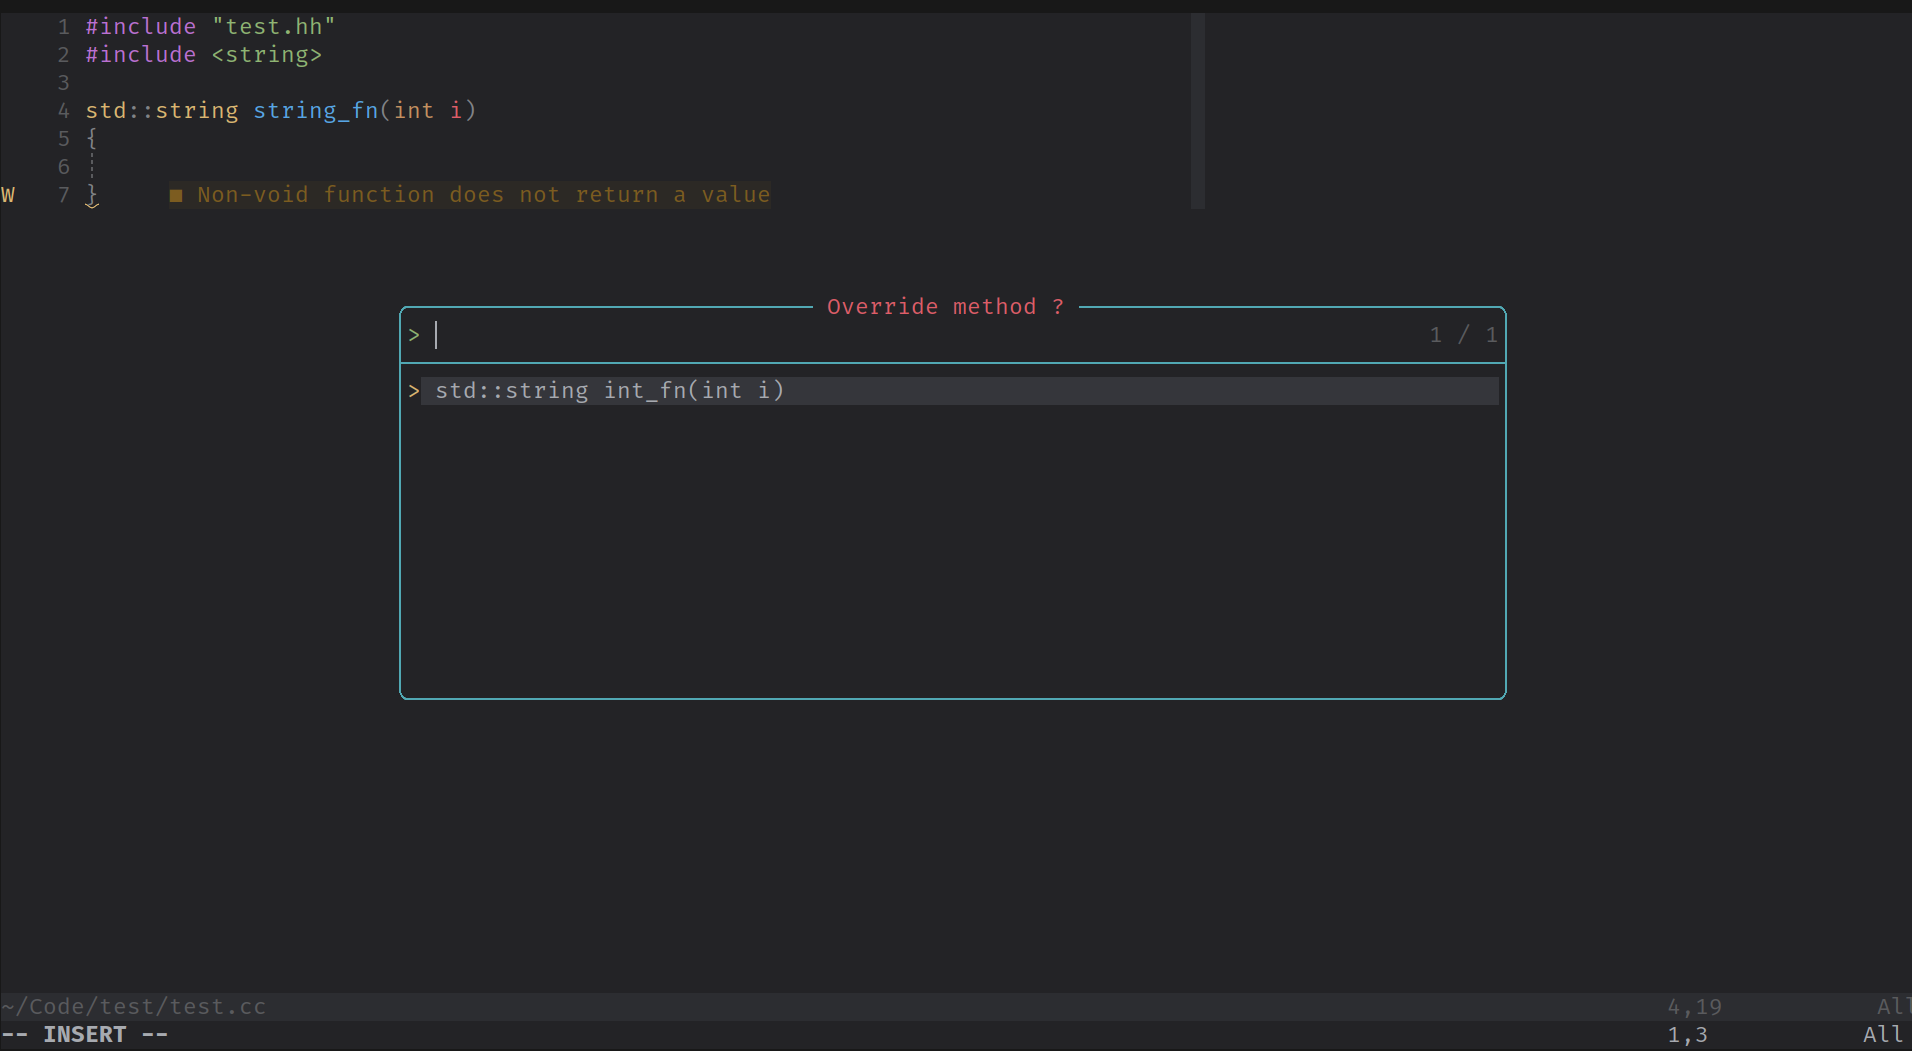 1 #include "test.hh"
2 #include <string>
3
4 std::string string_fn(int i)
5 {
6
W 7 } ■ Non-void function does not return a value
Override method ?
> 1 / 1
> std::string int_fn(int i)
~/Code/test/test.cc 4,19 All
-- INSERT -- 1,3 All